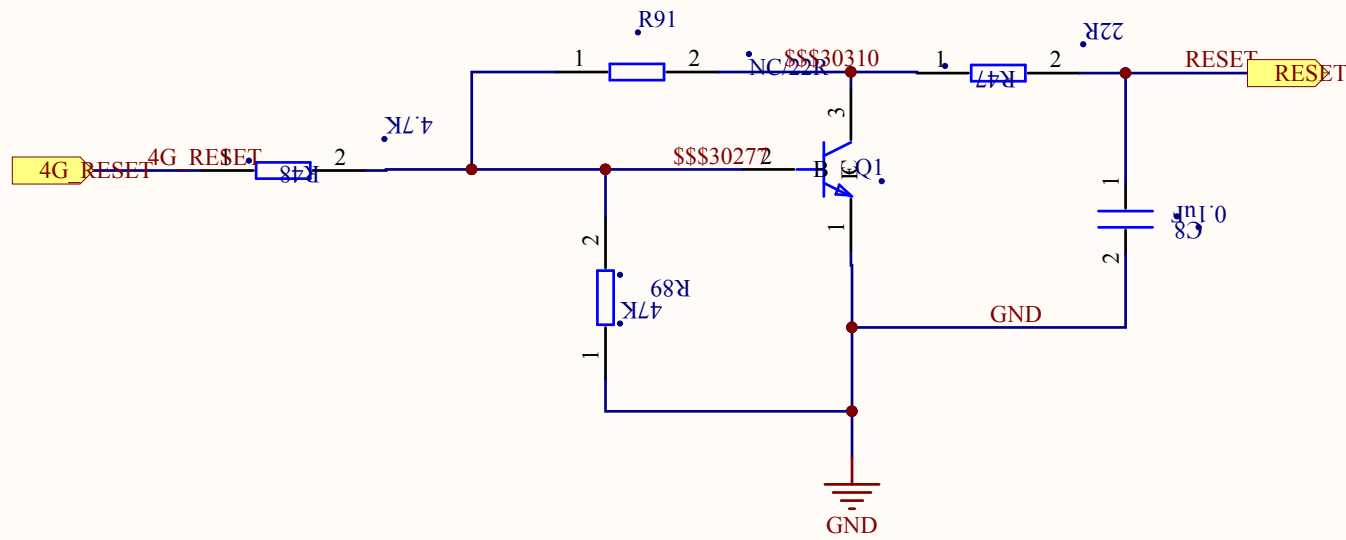 R91
22R
1
2
$$$30310
NC/22R
1
R47
2
RESET
RESET
4.7K
3
4G_RESET
4G_RESET
1
R48
2
$$$30277
2
B
C
E
Q1
1
1
0.1uF
C8
2
2
R89
47K
1
GND
GND